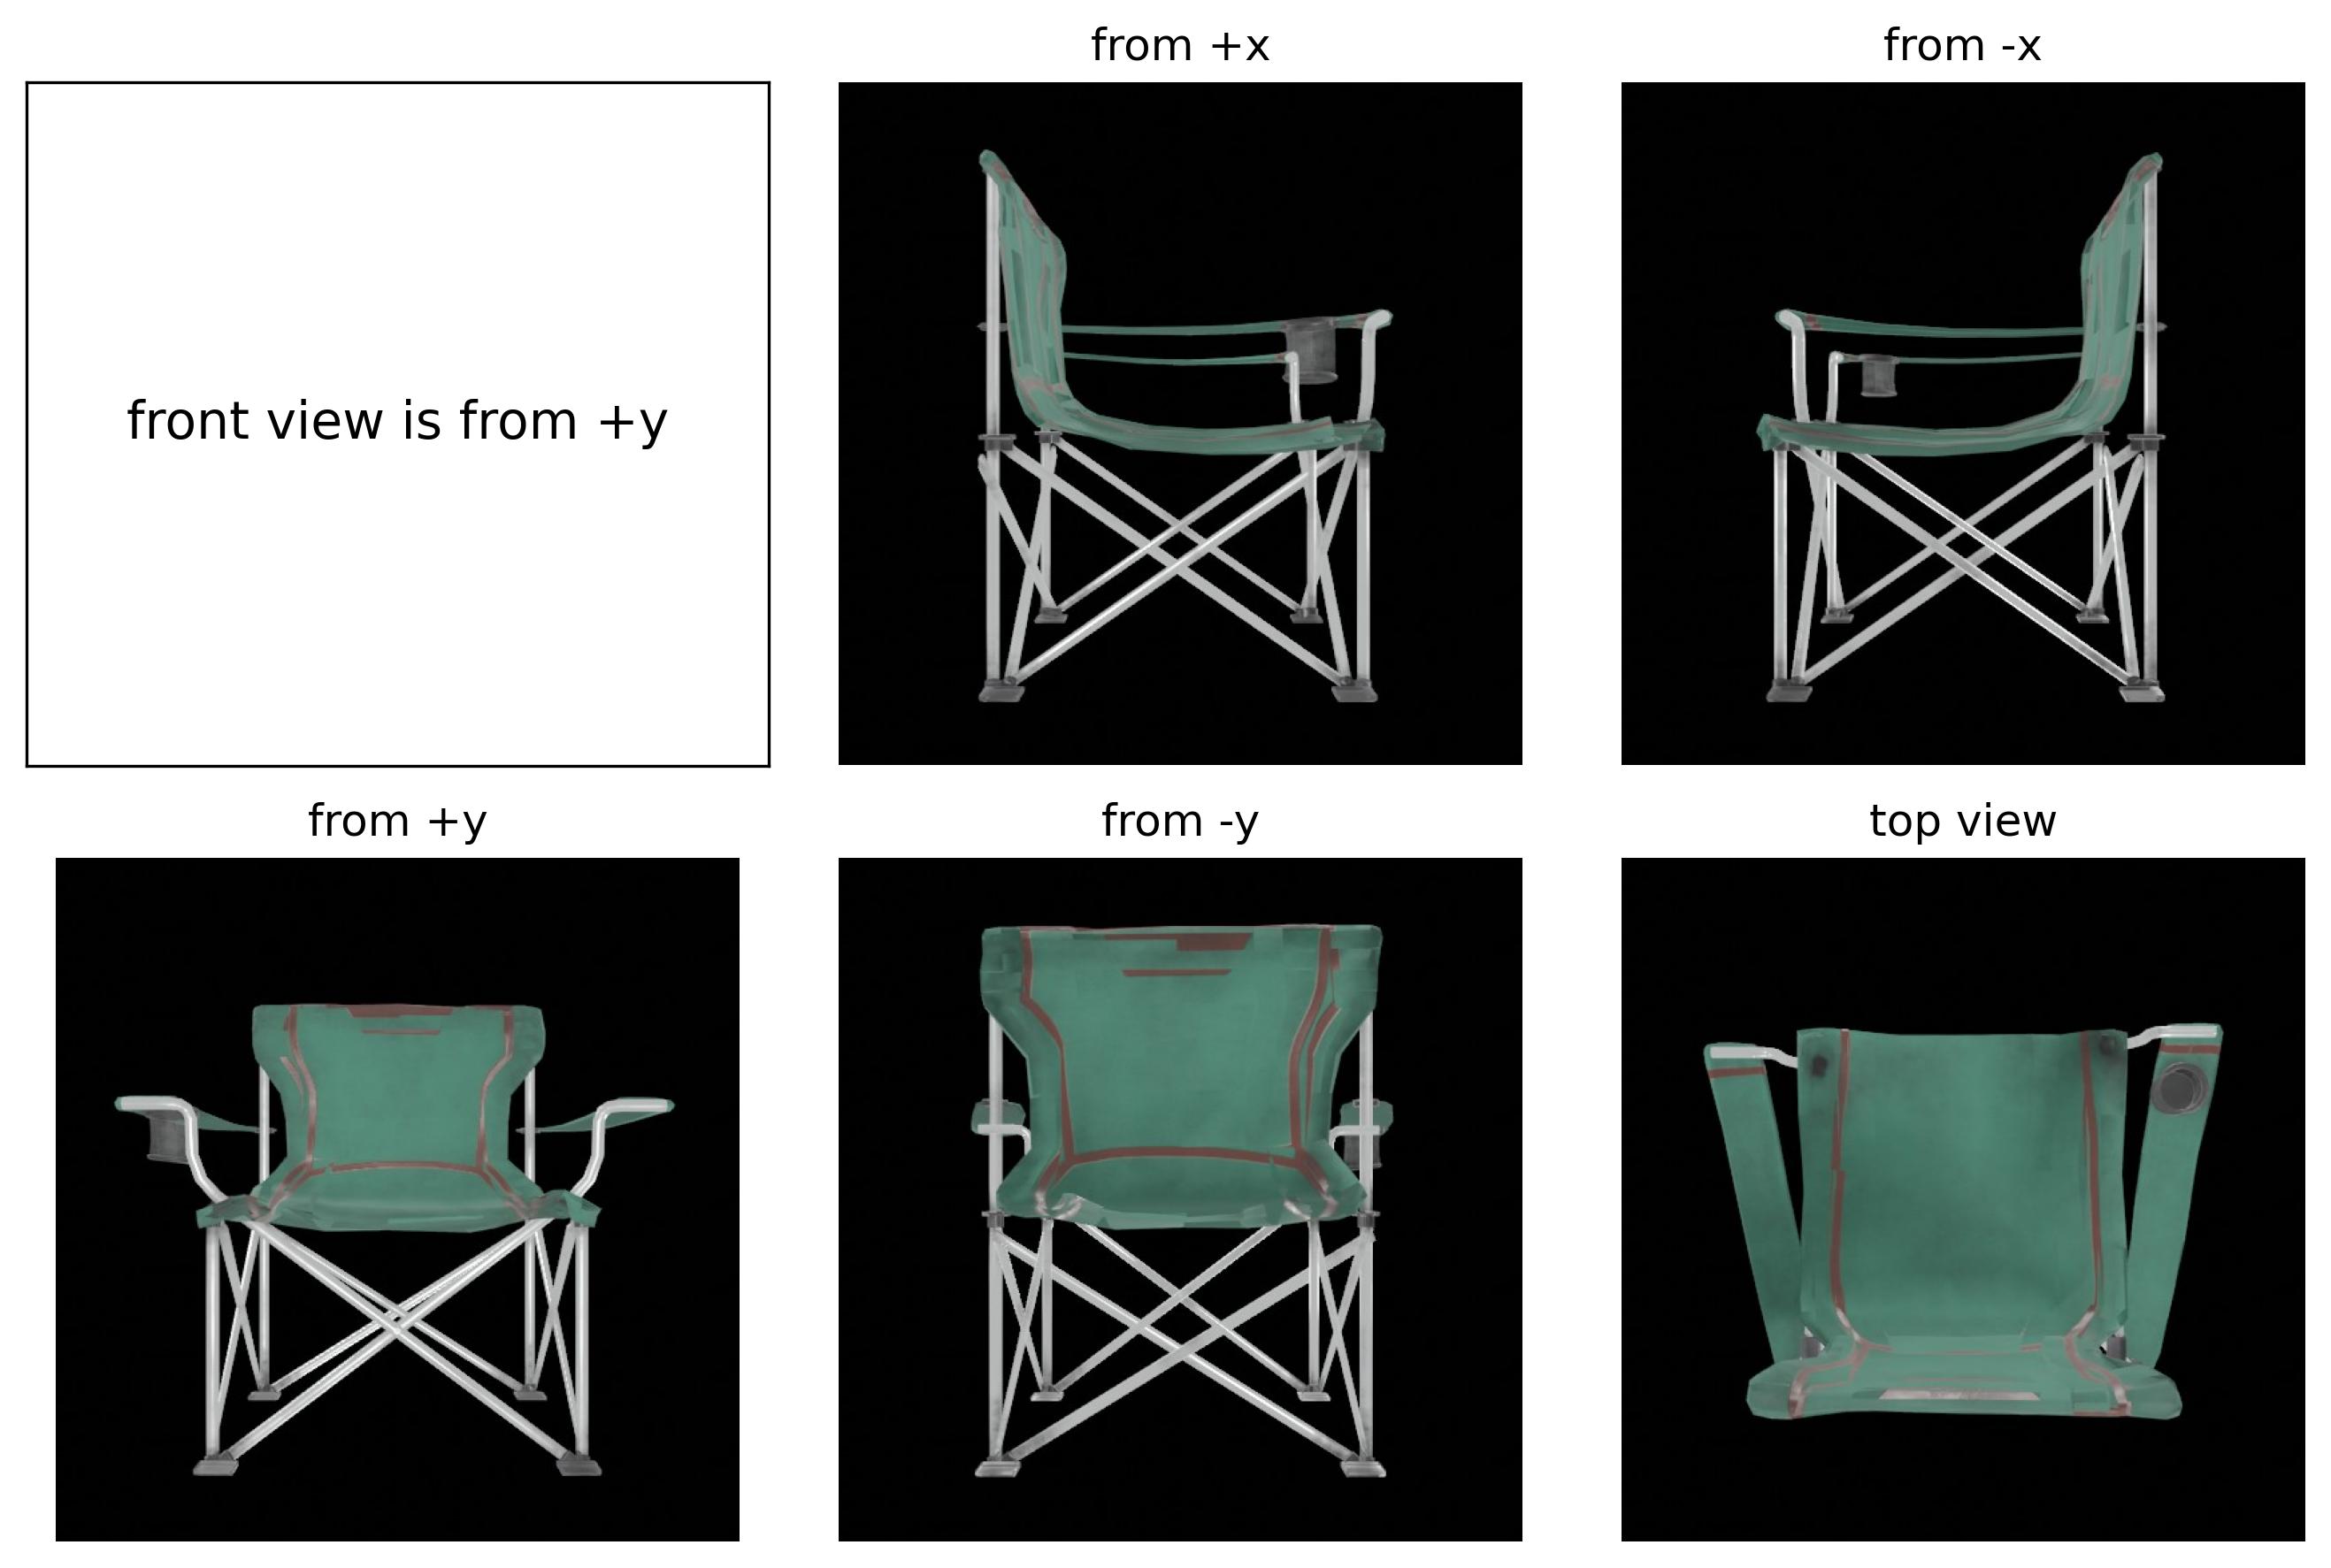 from +x
from -x
front view is from +y
from +y
from -y
top view